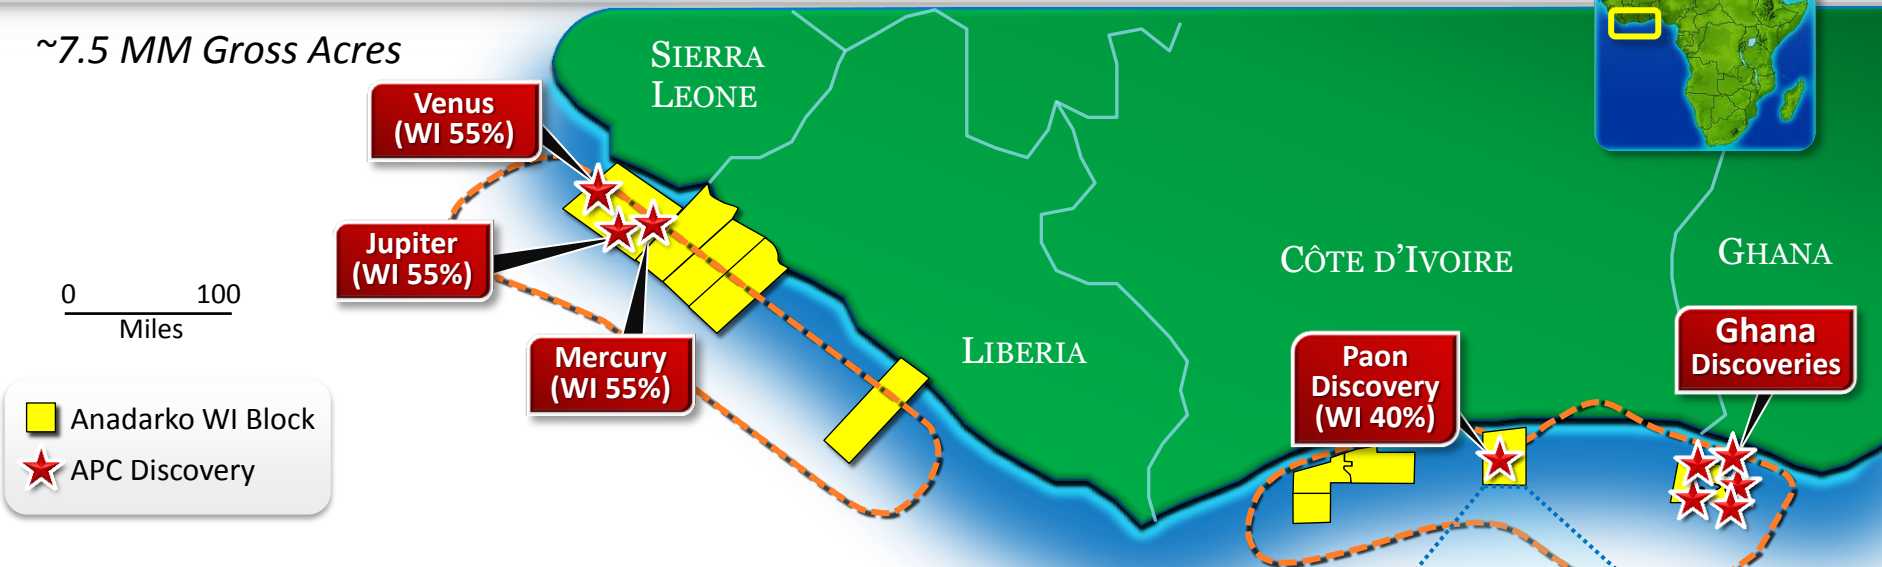 ~7.5 MM Gross Acres
SIERRA
LEONE
Venus
(WI 55%)
Jupiter
(WI 55%)
Mercury
(WI 55%)
0 100
Miles
Anadarko WI Block
APC Discovery
LIBERIA
CÔTE D'IVOIRE
GHANA
Paon
Discovery
(WI 40%)
Ghana
Discoveries